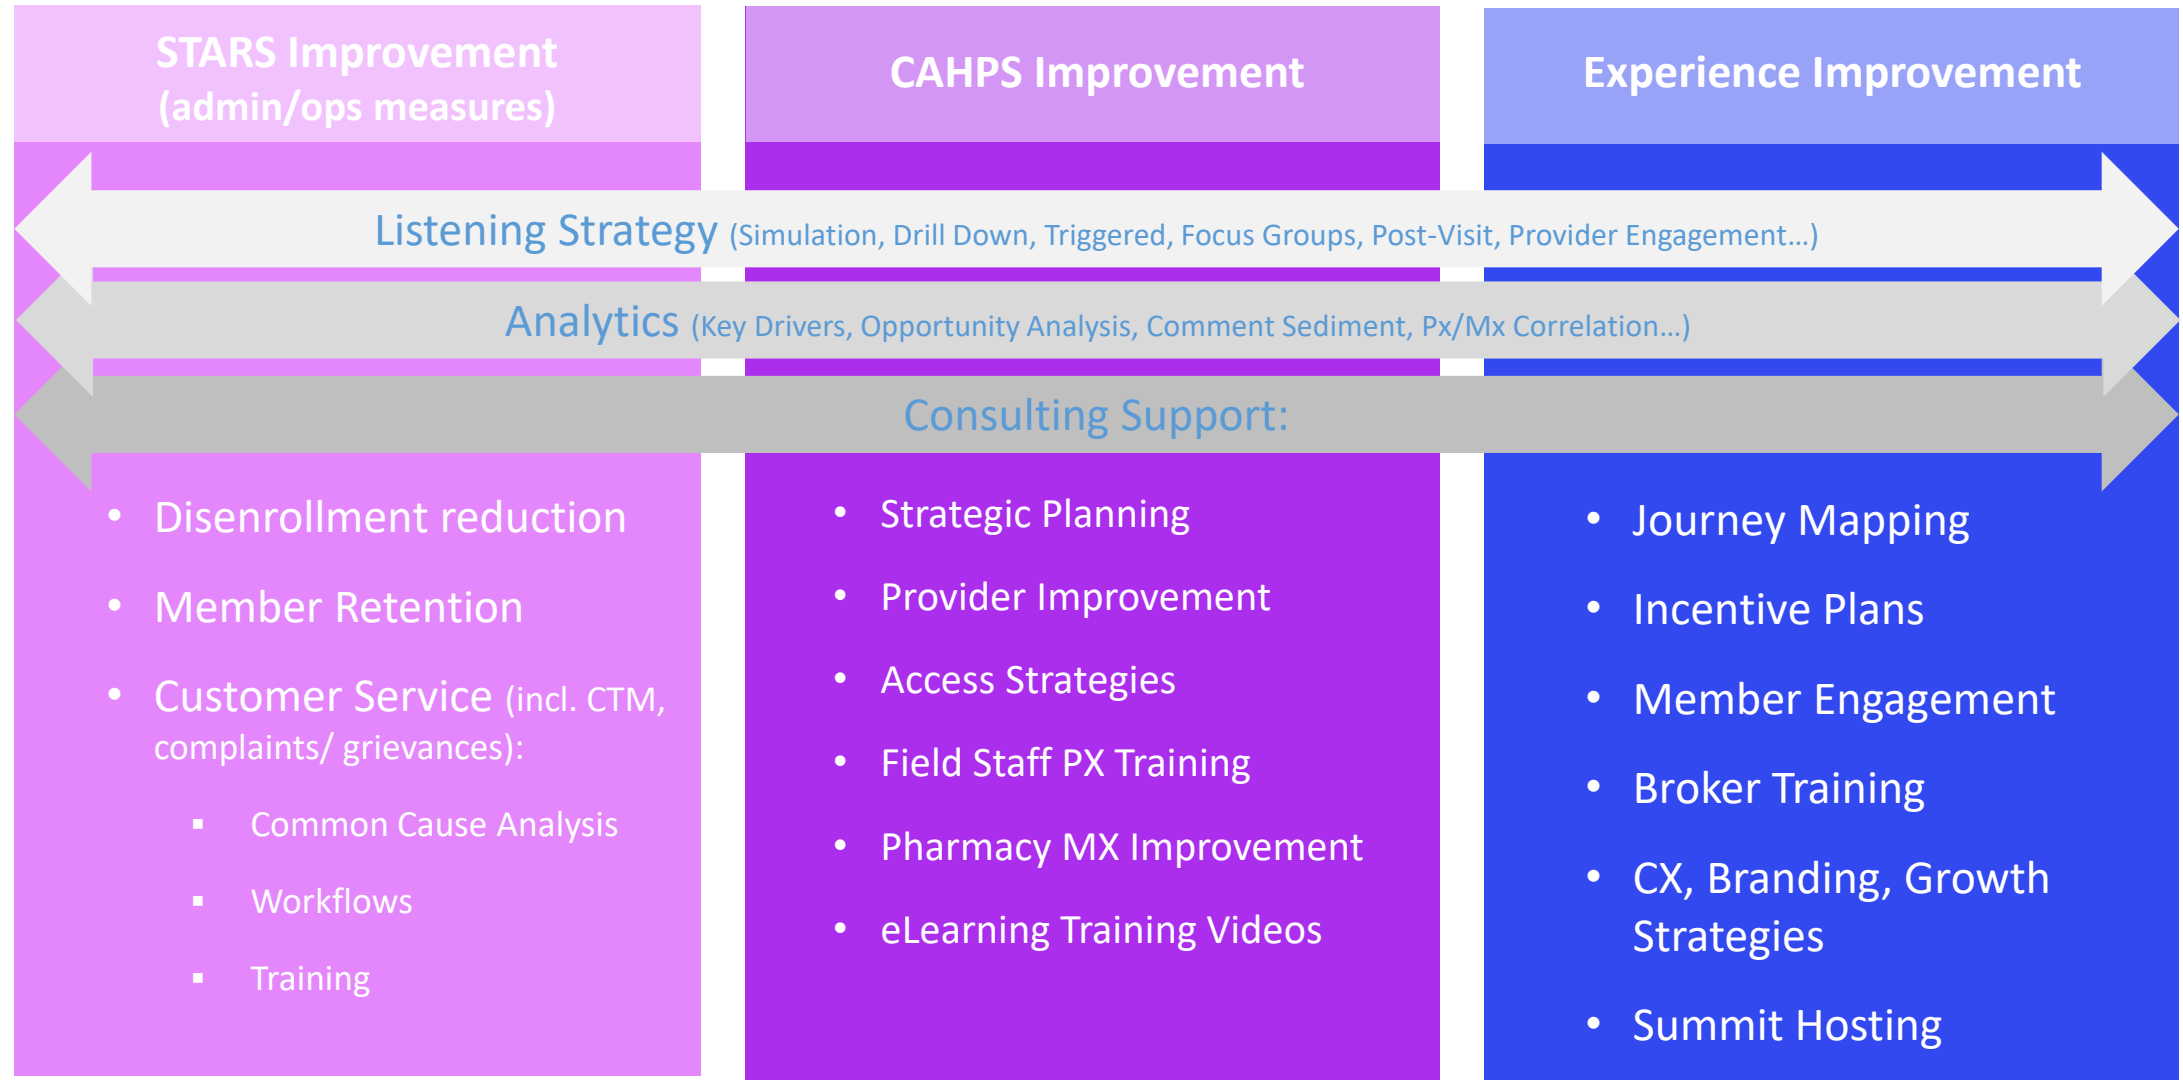 STARS Improvement
(admin/ops measures)
CAHPS Improvement
Experience Improvement
Listening Strategy (Simulation, Drill Down, Triggered, Focus Groups, Post-Visit, Provider Engagement...)
Analytics (Key Drivers, Opportunity Analysis, Comment Sediment, Px/Mx Correlation...)
Consulting Support:
• Disenrollment reduction
• Member Retention
• Customer Service (incl. CTM,
complaints/ grievances):
▪ Common Cause Analysis
▪ Workflows
▪ Training
• Strategic Planning
• Provider Improvement
• Access Strategies
• Field Staff PX Training
• Pharmacy MX Improvement
• eLearning Training Videos
• Journey Mapping
• Incentive Plans
• Member Engagement
• Broker Training
• CX, Branding, Growth
Strategies
• Summit Hosting